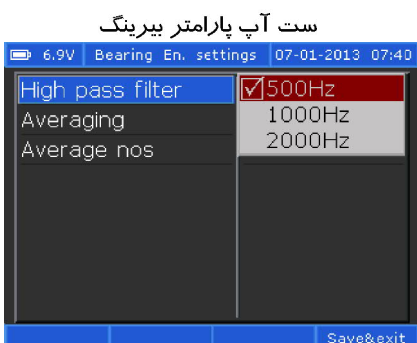 ست آپ پارامتر بیرینگ
6.9V Bearing En. settings 07-01-2013 07:40
High pass filter 500Hz
Averaging 1000Hz
Average nos 2000Hz
Save&exit